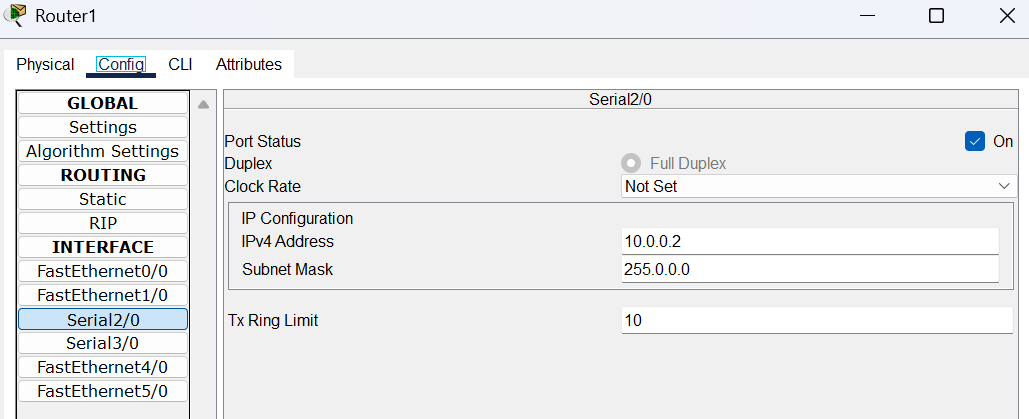 Router1
Physical Config CLI Attributes
GLOBAL
Settings
Algorithm Settings
ROUTING
Static
RIP
INTERFACE
FastEthernet0/0
FastEthernet1/0
Serial2/0
Serial3/0
FastEthernet4/0
FastEthernet5/0
Serial2/0
Port Status On
Duplex Full Duplex
Clock Rate Not Set
IP Configuration
IPv4 Address 10.0.0.2
Subnet Mask 255.0.0.0
Tx Ring Limit 10